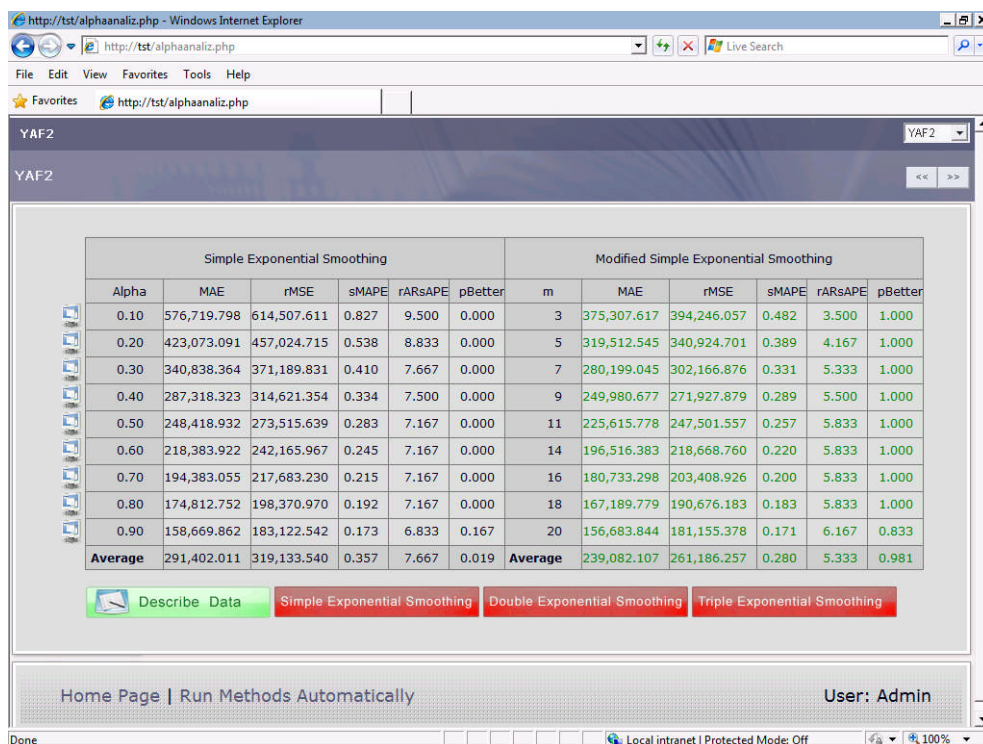 http://tst/alphaanaliz.php - Windows Internet Explorer
http://tst/alphaanaliz.php Live Search
File Edit View Favorites Tools Help
Favorites http://tst/alphaanaliz.php
YAF2 YAF2
YAF2 << >>
Simple Exponential Smoothing Modified Simple Exponential Smoothing
Alpha MAE rMSE sMAPE rARsAPE pBetter m MAE rMSE sMAPE rARsAPE pBetter
0.10 576,719.798 614,507.611 0.827 9.500 0.000 3 375,307.617 394,246.057 0.482 3.500 1.000
0.20 423,073.091 457,024.715 0.538 8.833 0.000 5 319,512.545 340,924.701 0.389 4.167 1.000
0.30 340,838.364 371,189.831 0.410 7.667 0.000 7 280,199.045 302,166.876 0.331 5.333 1.000
0.40 287,318.323 314,621.354 0.334 7.500 0.000 9 249,980.677 271,927.879 0.289 5.500 1.000
0.50 248,418.932 273,515.639 0.283 7.167 0.000 11 225,615.778 247,501.557 0.257 5.833 1.000
0.60 218,383.922 242,165.967 0.245 7.167 0.000 14 196,516.383 218,668.760 0.220 5.833 1.000
0.70 194,383.055 217,683.230 0.215 7.167 0.000 16 180,733.298 203,408.926 0.200 5.833 1.000
0.80 174,812.752 198,370.970 0.192 7.167 0.000 18 167,189.779 190,676.183 0.183 5.833 1.000
0.90 158,669.862 183,122.542 0.173 6.833 0.167 20 156,683.844 181,155.378 0.171 6.167 0.833
Average 291,402.011 319,133.540 0.357 7.667 0.019 Average 239,082.107 261,186.257 0.280 5.333 0.981
Describe Data Simple Exponential Smoothing Double Exponential Smoothing Triple Exponential Smoothing
Home Page | Run Methods Automatically User: Admin
Done Local intranet | Protected Mode: Off 100%